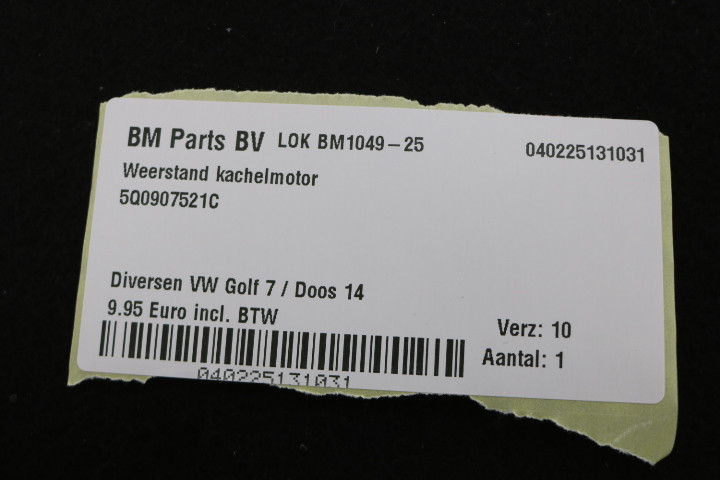 BM Parts BV LOK BM1049-25 040225131031
Weerstand kachelmotor
5Q0907521C
Diversen VW Golf 7 / Doos 14
9.95 Euro incl. BTW
Verz: 10
Aantal: 1
040225131031